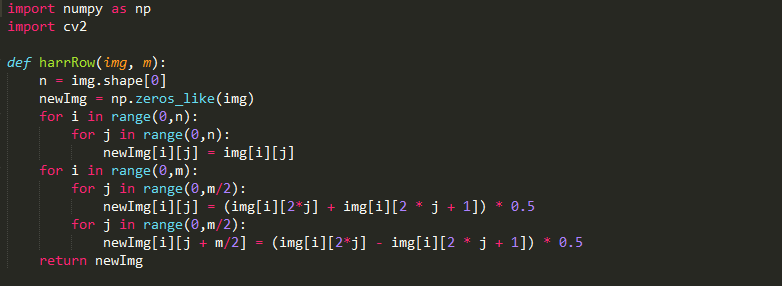 import numpy as np
import cv2
def harrRow(img, m):
n = img.shape[0]
newImg = np.zeros_like(img)
for i in range(0,n):
for j in range(0,n):
newImg[i][j] = img[i][j]
for i in range(0,m):
for j in range(0,m/2):
newImg[i][j] = (img[i][2*j] + img[i][2 * j + 1]) * 0.5
for j in range(0,m/2):
newImg[i][j + m/2] = (img[i][2*j] - img[i][2 * j + 1]) * 0.5
return newImg